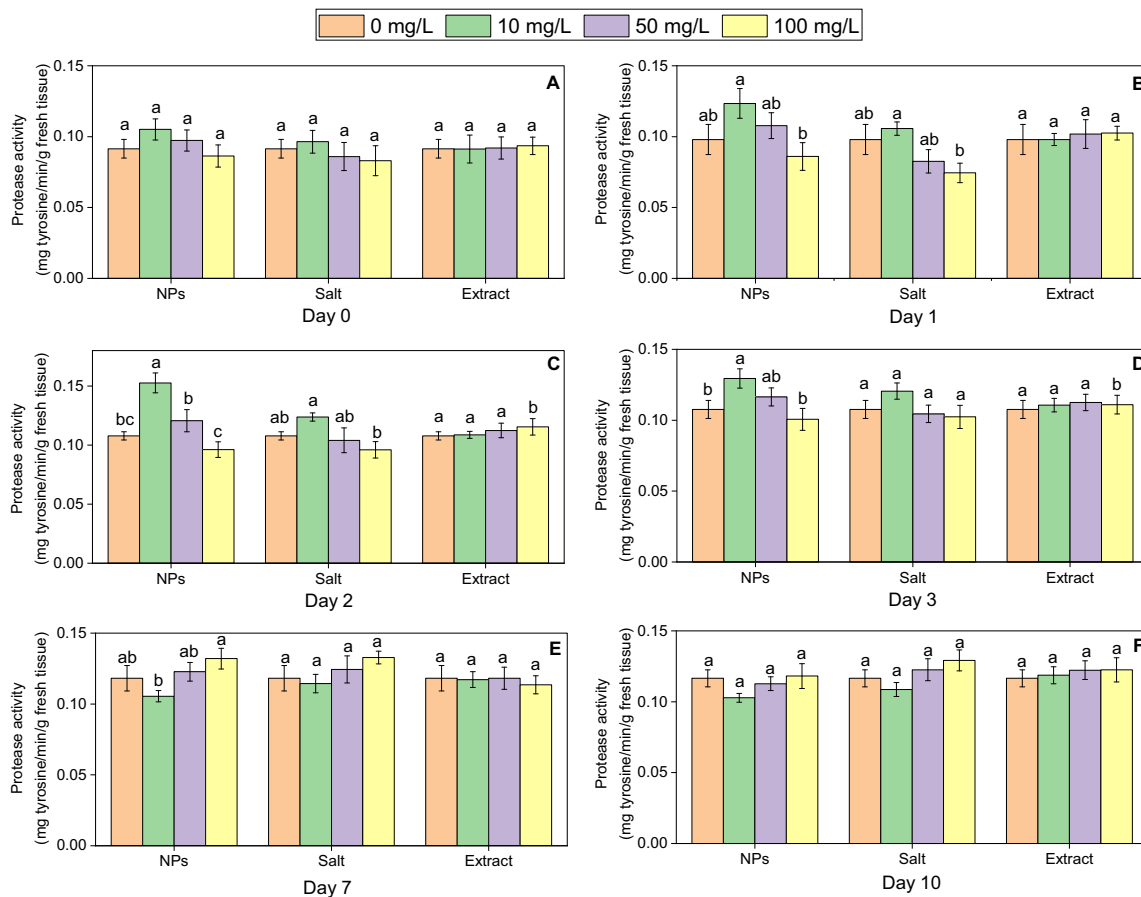 0 mg/L 10 mg/L 50 mg/L 100 mg/L
A
Protease activity
(mg tyrosine/min/g fresh tissue)
0.15
0.10
0.05
0.00
a a a a a a a a a a a a
NPs Salt Extract
Day 0
B
Protease activity
(mg tyrosine/min/g fresh tissue)
0.15
0.10
0.05
0.00
ab a ab b ab a ab b a a a a
NPs Salt Extract
Day 1
C
Protease activity
(mg tyrosine/min/g fresh tissue)
0.15
0.10
0.05
0.00
bc a b c ab a ab b a a a b
NPs Salt Extract
Day 2
D
Protease activity
(mg tyrosine/min/g fresh tissue)
0.15
0.10
0.05
0.00
b a ab b a a a a a a a b
NPs Salt Extract
Day 3
E
Protease activity
(mg tyrosine/min/g fresh tissue)
0.15
0.10
0.05
0.00
ab b ab a a a a a a a a a
NPs Salt Extract
Day 7
F
Protease activity
(mg tyrosine/min/g fresh tissue)
0.15
0.10
0.05
0.00
a a a a a a a a a a a a
NPs Salt Extract
Day 10